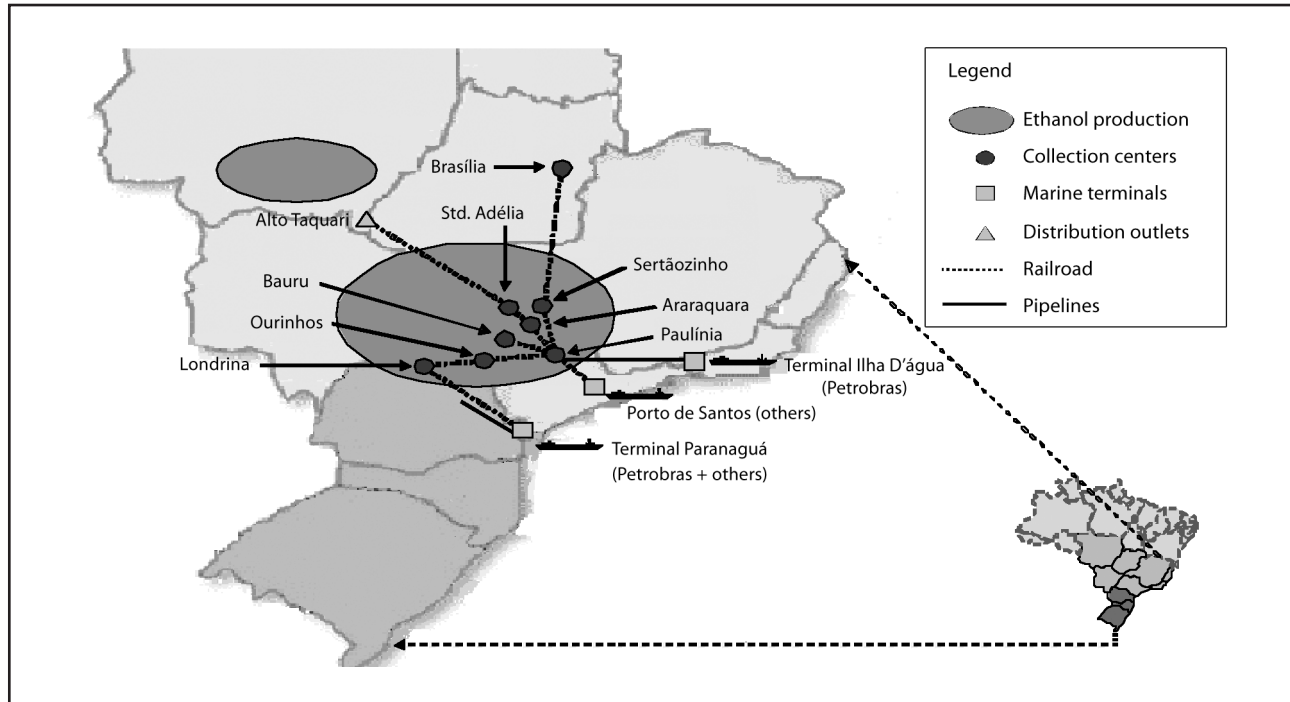 Legend
Ethanol production
Collection centers
Marine terminals
Distribution outlets
Railroad
Pipelines
Brasília
Alto Taquari
Std. Adélia
Bauru
Sertãozinho
Ourinhos
Araraquara
Londrina
Paulínia
Terminal Ilha D'água
(Petrobras)
Porto de Santos (others)
Terminal Paranaguá
(Petrobras + others)